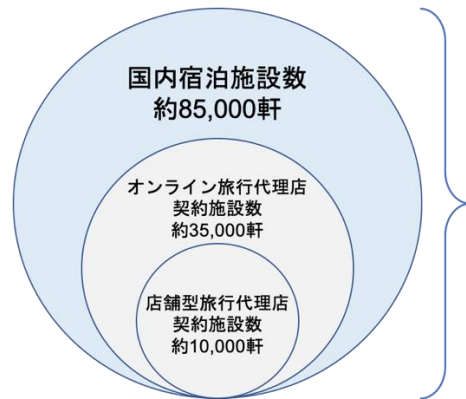 国内宿泊施設数
約85,000軒
オンライン旅行代理店
契約施設数
約35,000軒
店舗型旅行代理店
契約施設数
約10,000軒